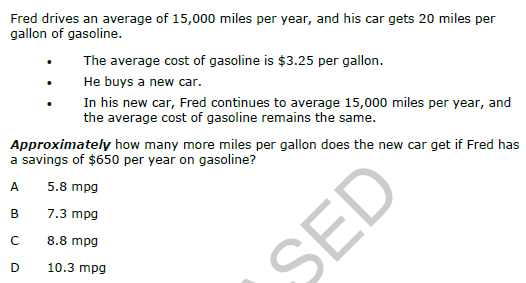 Fred drives an average of 15,000 miles per year, and his car gets 20 miles per
gallon of gasoline.
• The average cost of gasoline is $3.25 per gallon.
• He buys a new car.
• In his new car, Fred continues to average 15,000 miles per year, and
the average cost of gasoline remains the same.
Approximately how many more miles per gallon does the new car get if Fred has
a savings of $650 per year on gasoline?
A 5.8 mpg
B 7.3 mpg
C 8.8 mpg
D 10.3 mpg
SED